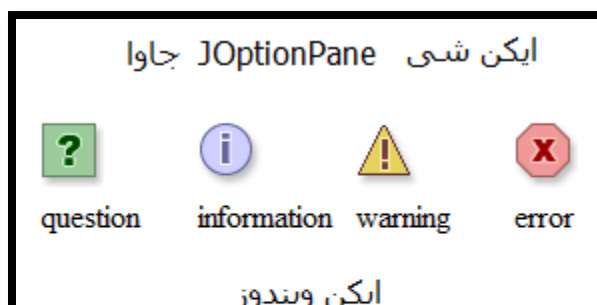 ایکن شی JOptionPane جاوا
question information warning error
ایکن ویندوز